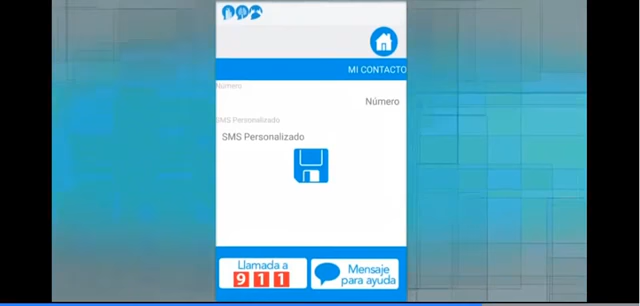 MI CONTACTO
Número
Número
SMS Personalizado
SMS Personalizado
Llamada a
911
Mensaje
para ayuda